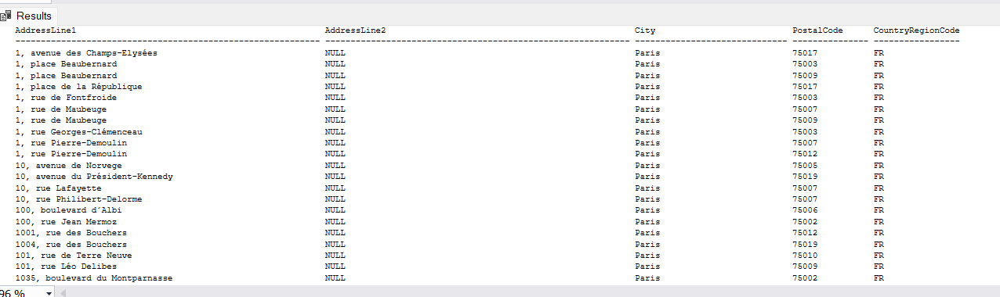 Results
AddressLine1 AddressLine2 City PostalCode CountryRegionCode
1, avenue des Champs-Elysées NULL Paris 75017 FR
1, place Beaubernard NULL Paris 75003 FR
1, place Beaubernard NULL Paris 75009 FR
1, place de la République NULL Paris 75017 FR
1, rue de Fontfroide NULL Paris 75003 FR
1, rue de Maubeuge NULL Paris 75007 FR
1, rue de Maubeuge NULL Paris 75009 FR
1, rue Georges-Clémenceau NULL Paris 75003 FR
1, rue Pierre-Demoulin NULL Paris 75007 FR
1, rue Pierre-Demoulin NULL Paris 75012 FR
10, avenue de Norvege NULL Paris 75005 FR
10, avenue du Président-Kennedy NULL Paris 75019 FR
10, rue Lafayette NULL Paris 75007 FR
10, rue Philibert-Delorme NULL Paris 75007 FR
100, boulevard d´Albi NULL Paris 75006 FR
100, rue Jean Mermoz NULL Paris 75002 FR
1001, rue des Bouchers NULL Paris 75012 FR
1004, rue des Bouchers NULL Paris 75019 FR
101, rue de Terre Neuve NULL Paris 75010 FR
101, rue Léo Delibes NULL Paris 75009 FR
1035, boulevard du Montparnasse NULL Paris 75002 FR
96 %